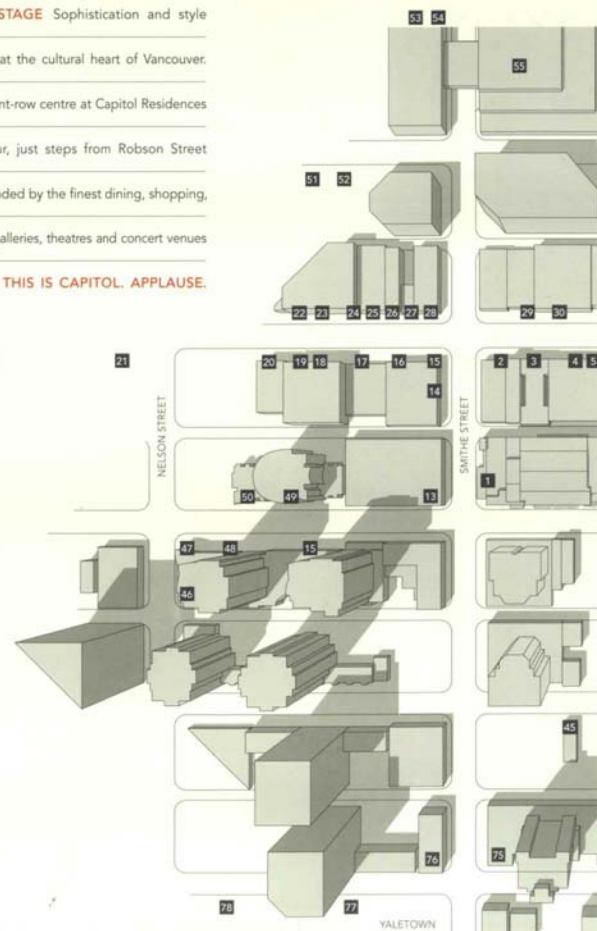 STAGE Sophistication and style
at the cultural heart of Vancouver.
nt-row centre at Capitol Residences
ur, just steps from Robson Street
nded by the finest dining, shopping,
alleries, theatres and concert venues
THIS IS CAPITOL. APPLAUSE.
53 54
55
51 52
22 23 24 25 26 27 28
29 30
21
20 19 18 17 16 15
14
2 3 4 5
NELSON STREET
SMITHE STREET
1
50 49 13
47 48 15
46
45
76
75
78 77
YALETOWN